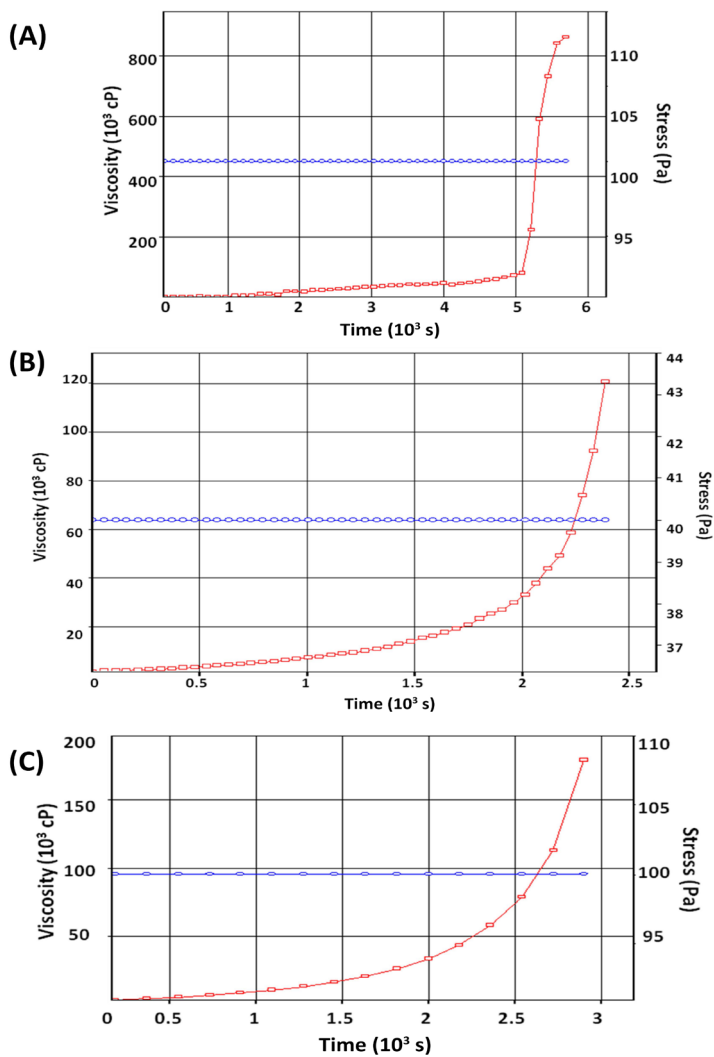 (A)
800
600
400
200
Viscosity (10³ cP)
110
105
100
95
Stress (Pa)
0 1 2 3 4 5 6
Time (10³ s)
(B)
120
100
80
60
40
20
Viscosity (10³ cP)
44
43
42
41
40
39
38
37
Stress (Pa)
0 0.5 1 1.5 2 2.5
Time (10³ s)
(C)
200
150
100
50
Viscosity (10³ cP)
110
105
100
95
Stress (Pa)
0 0.5 1 1.5 2 2.5 3
Time (10³ s)